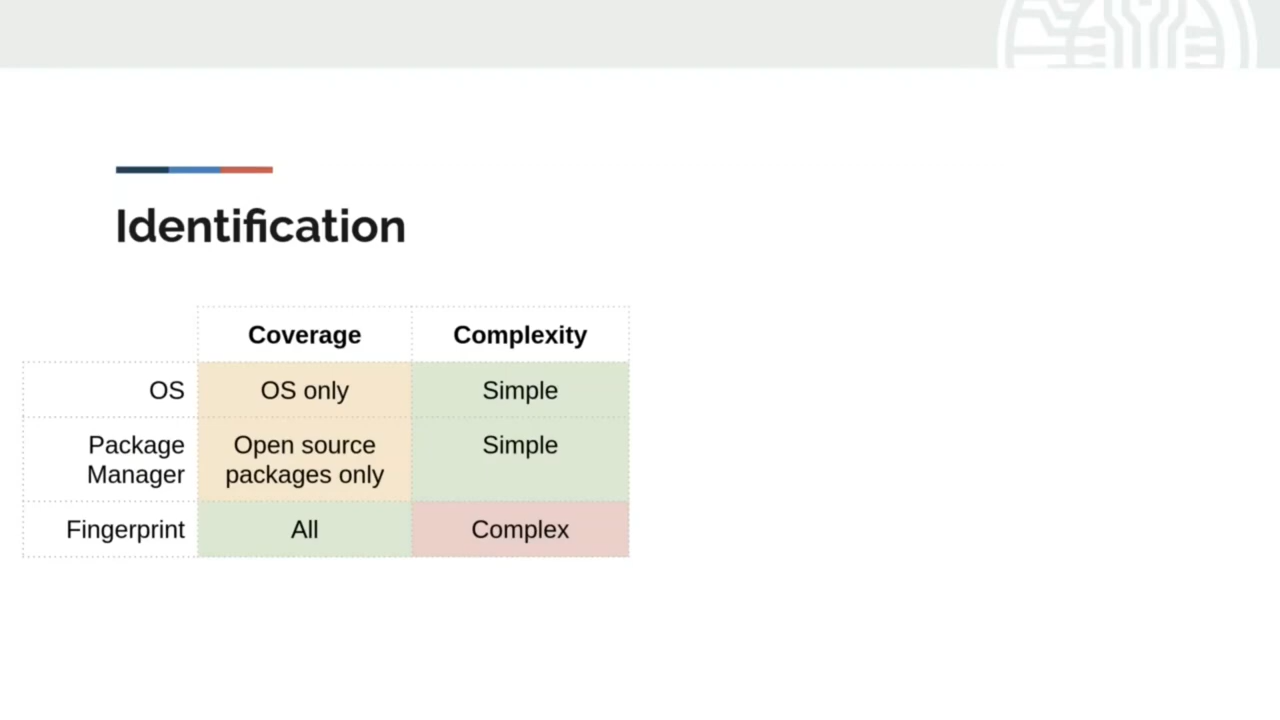 Identification
Coverage Complexity
OS OS only Simple
Package Manager Open source packages only Simple
Fingerprint All Complex